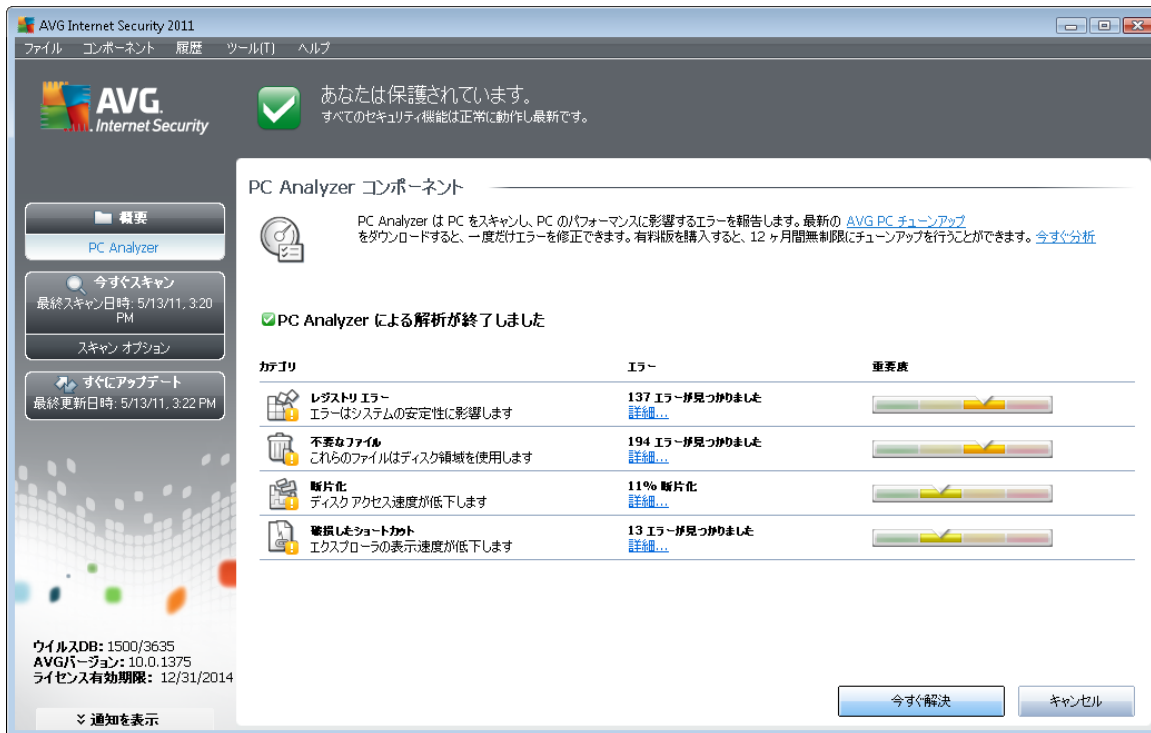 AVG Internet Security 2011
ファイル コンポーネント 履歴 ツール(T) ヘルプ
AVG.
Internet Security
あなたは保護されています。
すべてのセキュリティ機能は正常に動作し最新です。
概要
PC Analyzer
今すぐスキャン
最終スキャン日時: 5/13/11, 3:20
PM
スキャン オプション
すぐにアップデート
最終更新日時: 5/13/11, 3:22 PM
ウイルスDB: 1500/3635
AVGバージョン: 10.0.1375
ライセンス有効期限: 12/31/2014
通知を表示
PC Analyzer コンポーネント
PC Analyzer は PC をスキャンし、PC のパフォーマンスに影響するエラーを報告します。最新の AVG PC チューンアップ
をダウンロードすると、一度だけエラーを修正できます。有料版を購入すると、12 ヶ月間無制限にチューンアップを行うことができます。今すぐ分析
PC Analyzer による解析が終了しました
カテゴリ エラー 重要度
レジストリ エラー 137 エラーが見つかりました
エラーはシステムの安定性に影響します 詳細...
不要なファイル 194 エラーが見つかりました
これらのファイルはディスク領域を使用します 詳細...
断片化 11% 断片化
ディスク アクセス速度が低下します 詳細...
破損したショートカット 13 エラーが見つかりました
エクスプローラの表示速度が低下します 詳細...
今すぐ解決 キャンセル